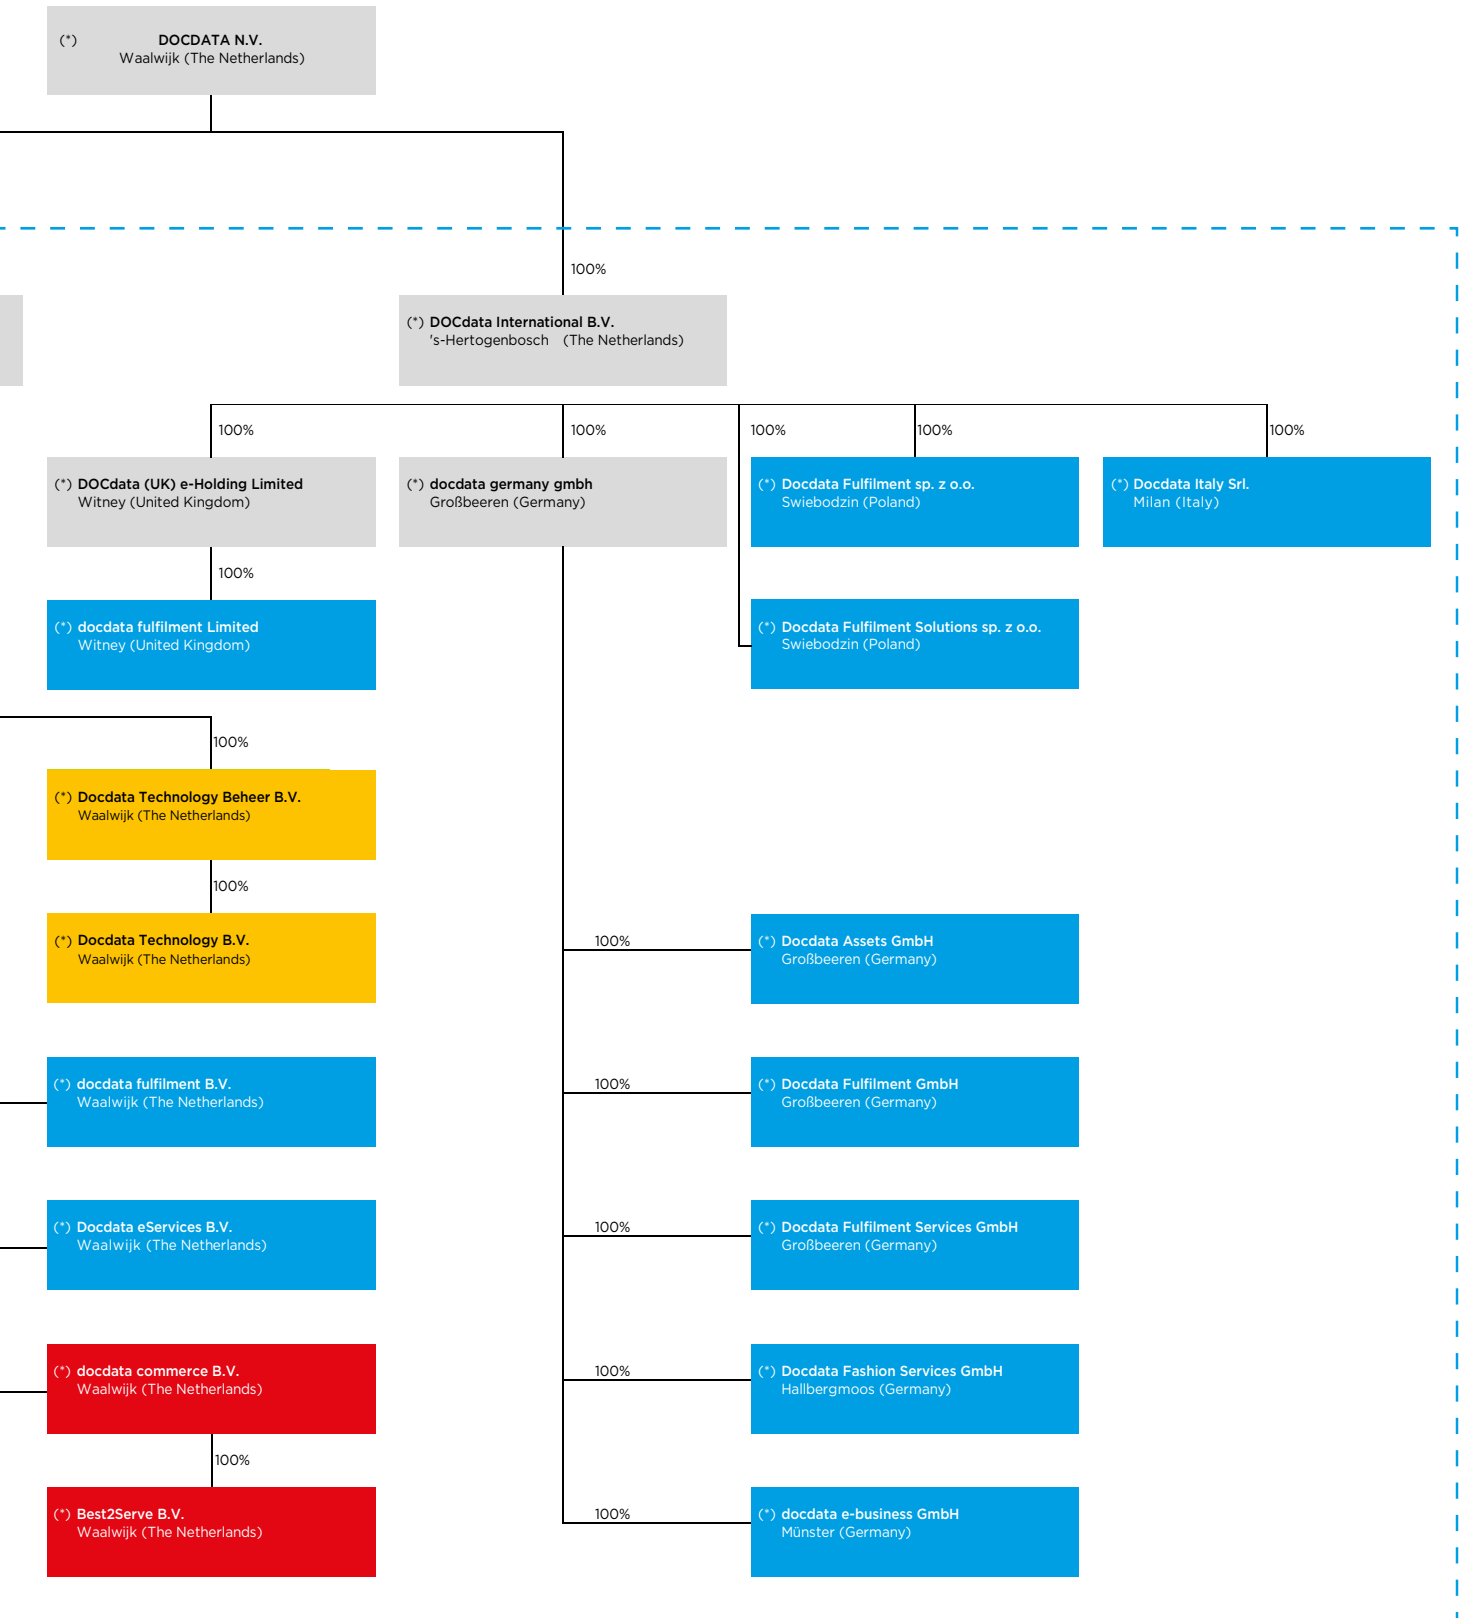 (*) DOCDATA N.V.
Waalwijk (The Netherlands)
100%
(*) DOCdata International B.V.
's-Hertogenbosch (The Netherlands)
100%
100%
100%
100%
100%
(*) DOCdata (UK) e-Holding Limited
Witney (United Kingdom)
(*) docdata germany gmbh
Großbeeren (Germany)
(*) Docdata Fulfilment sp. z o.o.
Swiebodzin (Poland)
(*) Docdata Italy Srl.
Milan (Italy)
100%
(*) docdata fulfilment Limited
Witney (United Kingdom)
(*) Docdata Fulfilment Solutions sp. z o.o.
Swiebodzin (Poland)
100%
(*) Docdata Technology Beheer B.V.
Waalwijk (The Netherlands)
100%
(*) Docdata Technology B.V.
Waalwijk (The Netherlands)
100%
(*) Docdata Assets GmbH
Großbeeren (Germany)
(*) docdata fulfilment B.V.
Waalwijk (The Netherlands)
100%
(*) Docdata Fulfilment GmbH
Großbeeren (Germany)
(*) Docdata eServices B.V.
Waalwijk (The Netherlands)
100%
(*) Docdata Fulfilment Services GmbH
Großbeeren (Germany)
(*) docdata commerce B.V.
Waalwijk (The Netherlands)
100%
(*) Docdata Fashion Services GmbH
Hallbergmoos (Germany)
100%
(*) Best2Serve B.V.
Waalwijk (The Netherlands)
100%
(*) docdata e-business GmbH
Münster (Germany)